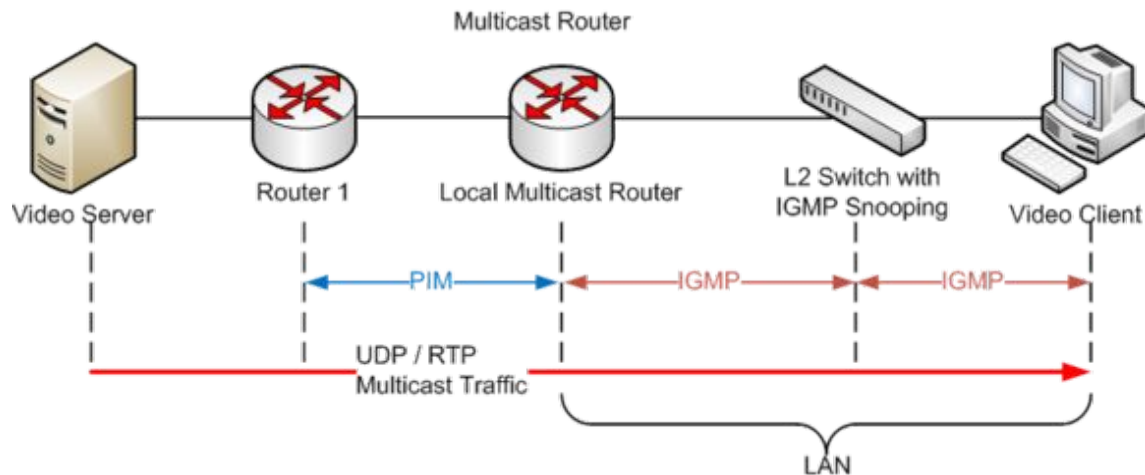 Multicast Router
Video Server
Router 1
Local Multicast Router
L2 Switch with
IGMP Snooping
Video Client
PIM
IGMP
IGMP
UDP / RTP
Multicast Traffic
LAN